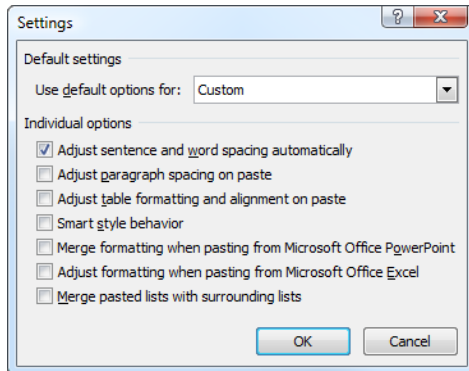 Settings
Default settings
Use default options for: Custom
Individual options
Adjust sentence and word spacing automatically
Adjust paragraph spacing on paste
Adjust table formatting and alignment on paste
Smart style behavior
Merge formatting when pasting from Microsoft Office PowerPoint
Adjust formatting when pasting from Microsoft Office Excel
Merge pasted lists with surrounding lists
OK Cancel